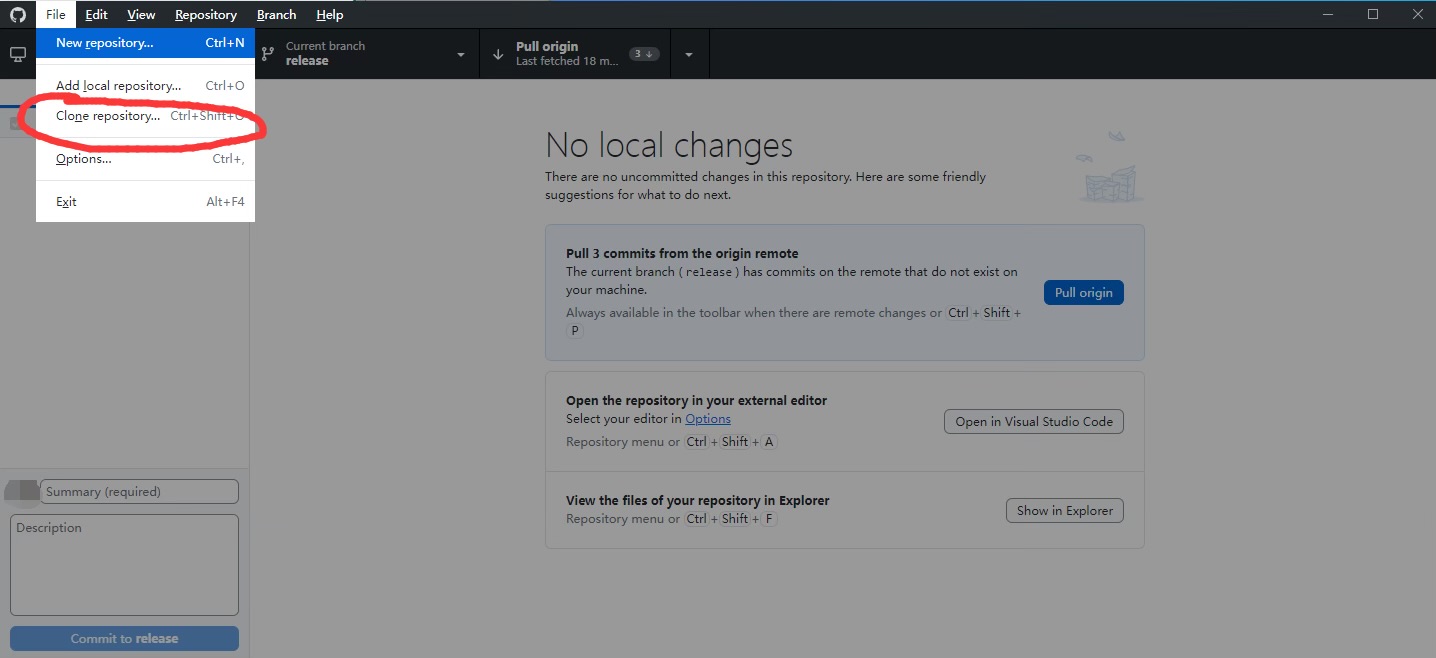 File Edit View Repository Branch Help
New repository... Ctrl+N
Add local repository... Ctrl+O
Clone repository... Ctrl+Shift+O
Options... Ctrl+,
Exit Alt+F4
Current branch
release
Pull origin
Last fetched 18 m...
3 ↓
No local changes
There are no uncommitted changes in this repository. Here are some friendly
suggestions for what to do next.
Pull 3 commits from the origin remote
The current branch ( release ) has commits on the remote that do not exist on
your machine.
Always available in the toolbar when there are remote changes or Ctrl + Shift +
P
Pull origin
Open the repository in your external editor
Select your editor in Options
Repository menu or Ctrl + Shift + A
Open in Visual Studio Code
View the files of your repository in Explorer
Repository menu or Ctrl + Shift + F
Show in Explorer
Summary (required)
Description
Commit to release